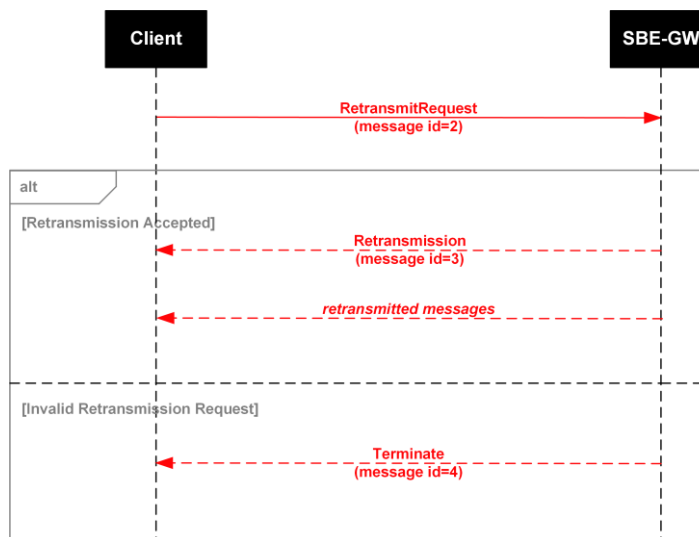 Client
SBE-GW
RetransmitRequest
(message id=2)
alt
[Retransmission Accepted]
Retransmission
(message id=3)
retransmitted messages
[Invalid Retransmission Request]
Terminate
(message id=4)